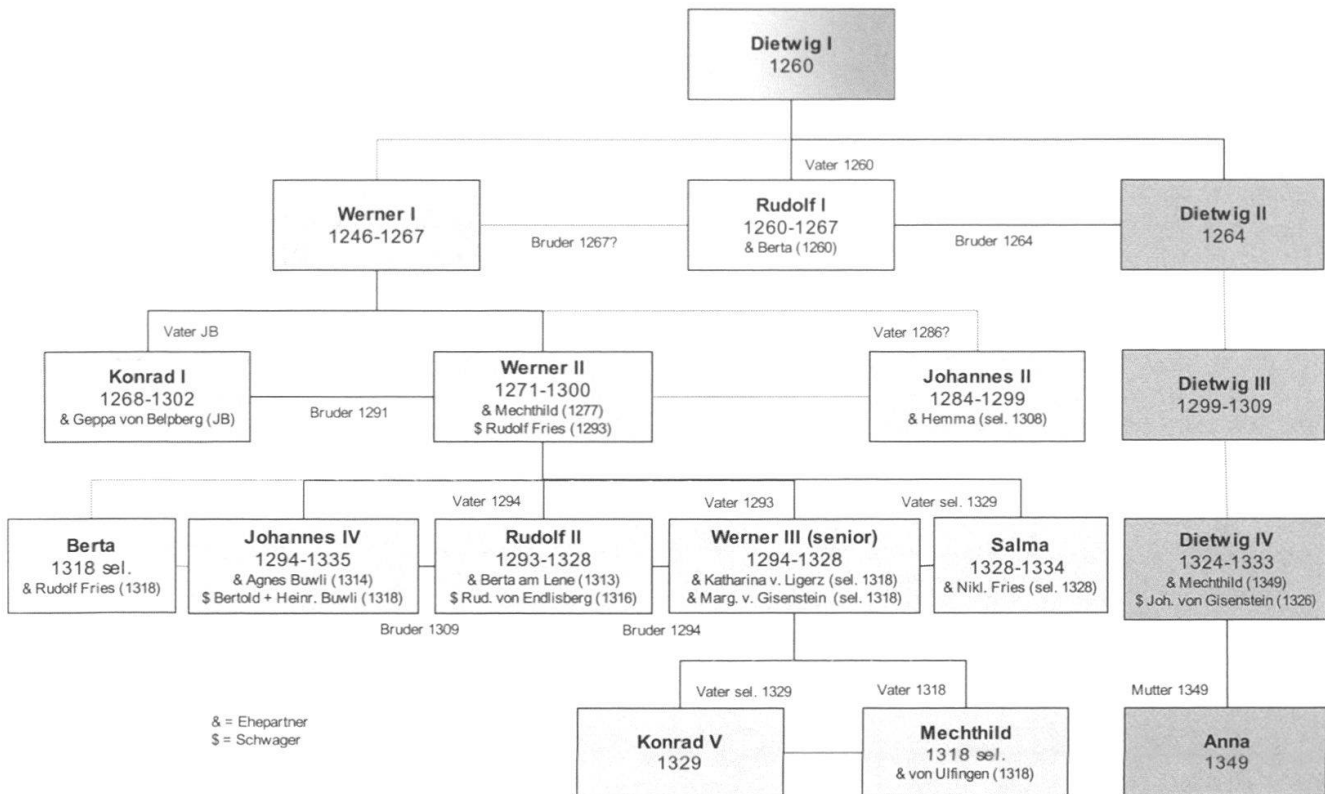 Dietwig I
1260
Vater 1260
Werner I
1246-1267
Bruder 1267?
Rudolf I
1260-1267
& Berta (1260)
Bruder 1264
Dietwig II
1264
Vater JB
Vater 1286?
Konrad I
1268-1302
& Geppa von Belpberg (JB)
Bruder 1291
Werner II
1271-1300
& Mechthild (1277)
$ Rudolf Fries (1293)
Johannes II
1284-1299
& Hemma (sel. 1308)
Dietwig III
1299-1309
Vater 1294
Vater 1293
Vater sel. 1329
Berta
1318 sel.
& Rudolf Fries (1318)
Johannes IV
1294-1335
& Agnes Buwli (1314)
$ Bertold + Heinr. Buwli (1318)
Rudolf II
1293-1328
& Berta am Lene (1313)
$ Rud. von Endlisberg (1316)
Werner III (senior)
1294-1328
& Katharina v. Ligerz (sel. 1318)
& Marg. v. Gisenstein (sel. 1318)
Salma
1328-1334
& Nikl. Fries (sel. 1328)
Dietwig IV
1324-1333
& Mechthild (1349)
$ Joh. von Gisenstein (1326)
Bruder 1309
Bruder 1294
Vater sel. 1329
Vater 1318
Mutter 1349
& = Ehepartner
$ = Schwager
Konrad V
1329
Mechthild
1318 sel.
& von Ulfingen (1318)
Anna
1349